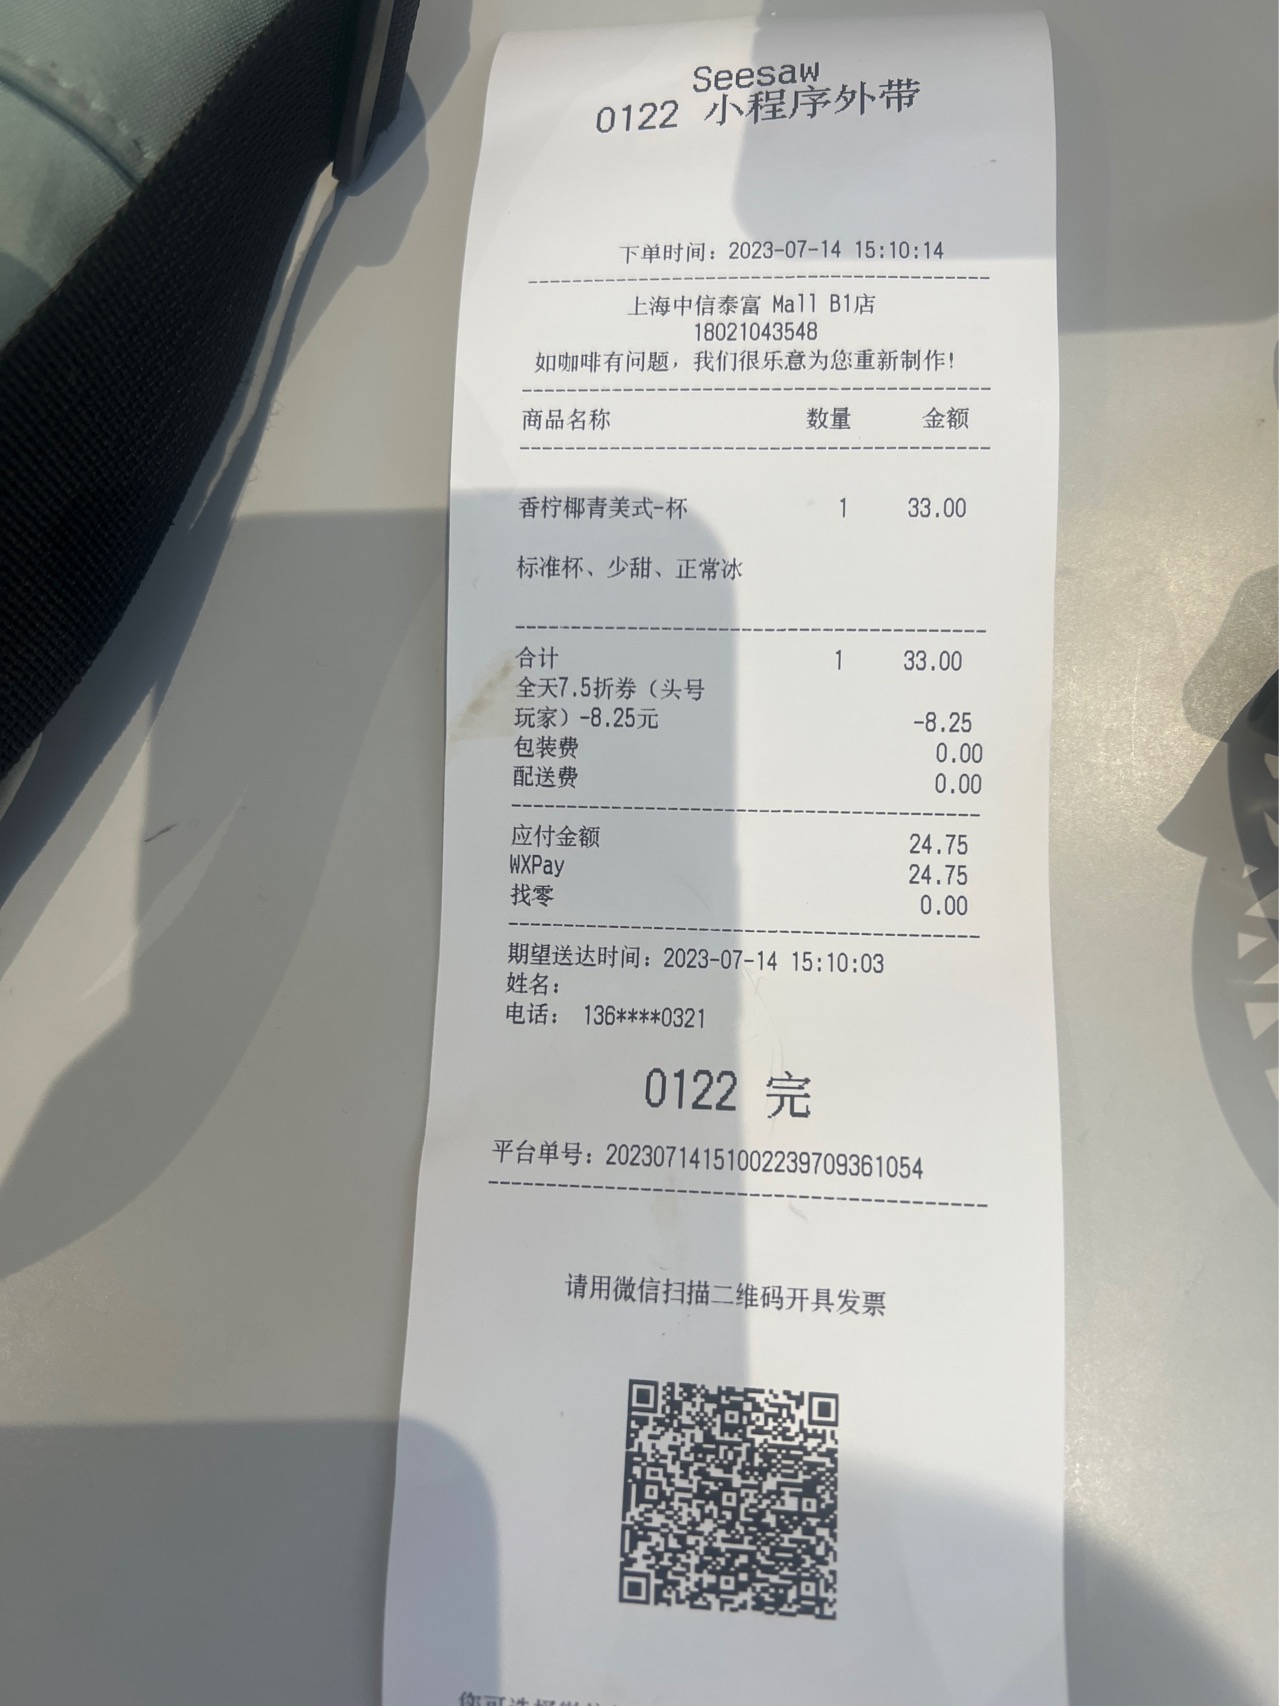 Seesaw
0122 小程序外带
下单时间：2023-07-14 15:10:14
上海中信泰富 Mall B1店
18021043548
如咖啡有问题，我们很乐意为您重新制作！
商品名称 数量 金额
香柠椰青美式-杯 1 33.00
标准杯、少甜、正常冰
合计 1 33.00
全天7.5折券（头号
玩家）-8.25元 -8.25
包装费 0.00
配送费 0.00
应付金额 24.75
WXPay 24.75
找零 0.00
期望送达时间：2023-07-14 15:10:03
姓名：
电话： 136****0321
0122 完
平台单号：202307141510022239709361054
请用微信扫描二维码开具发票
您可选择